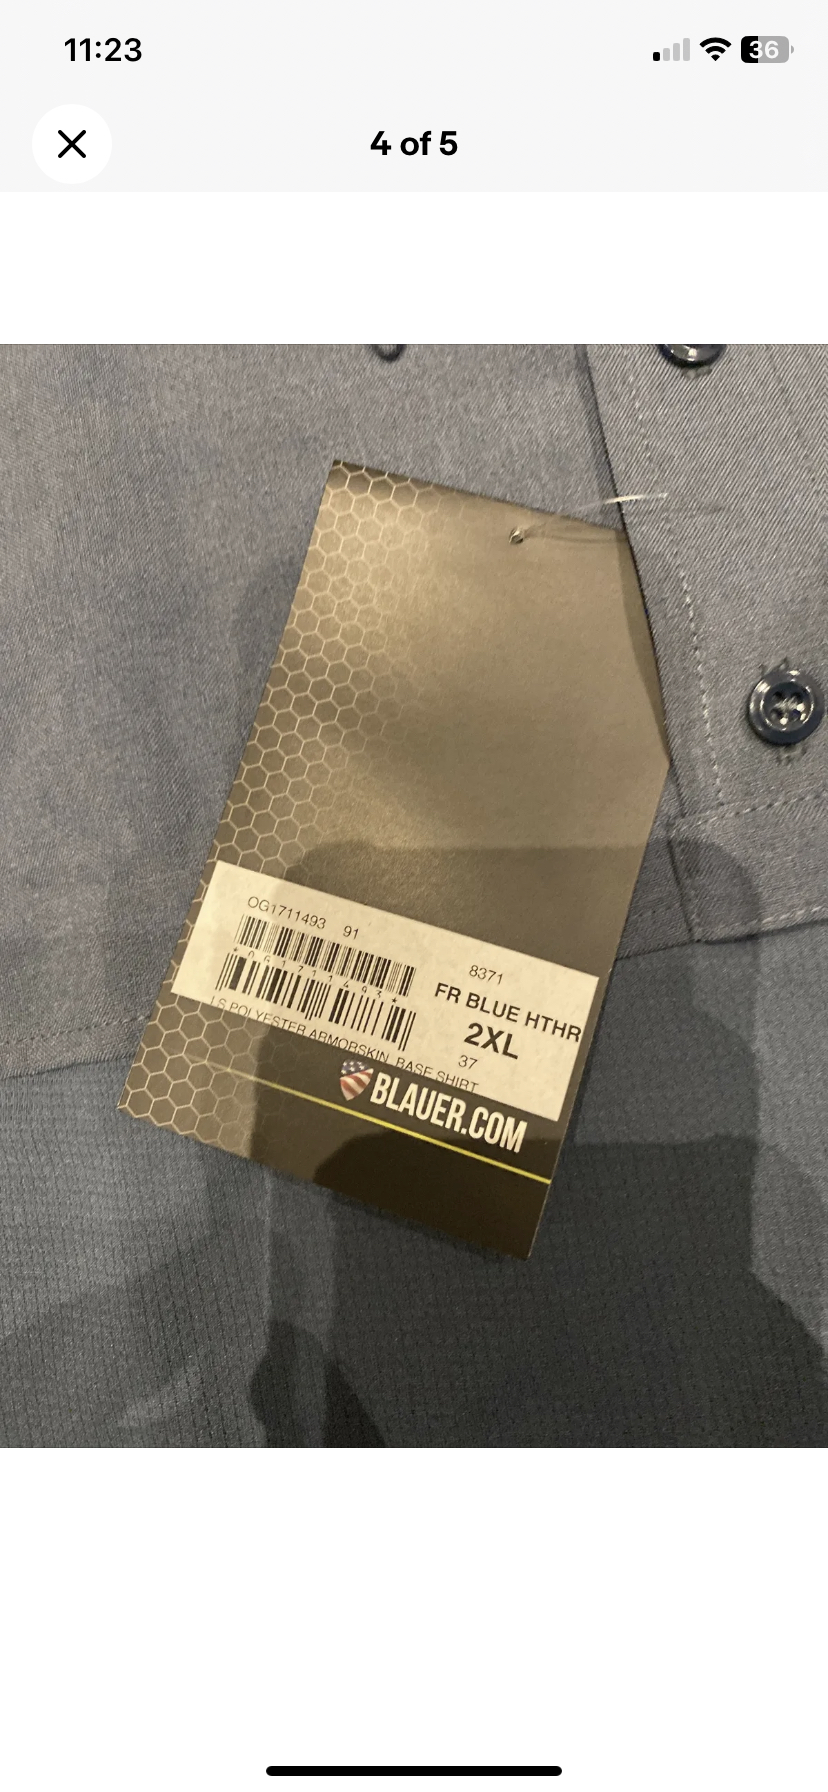 11:23
36
4 of 5
OG1711493 91
*OG1711493*
LS POLYESTER ARMORSKIN BASE SHIRT
8371
FR BLUE HTHR
2XL
37
BLAUER.COM